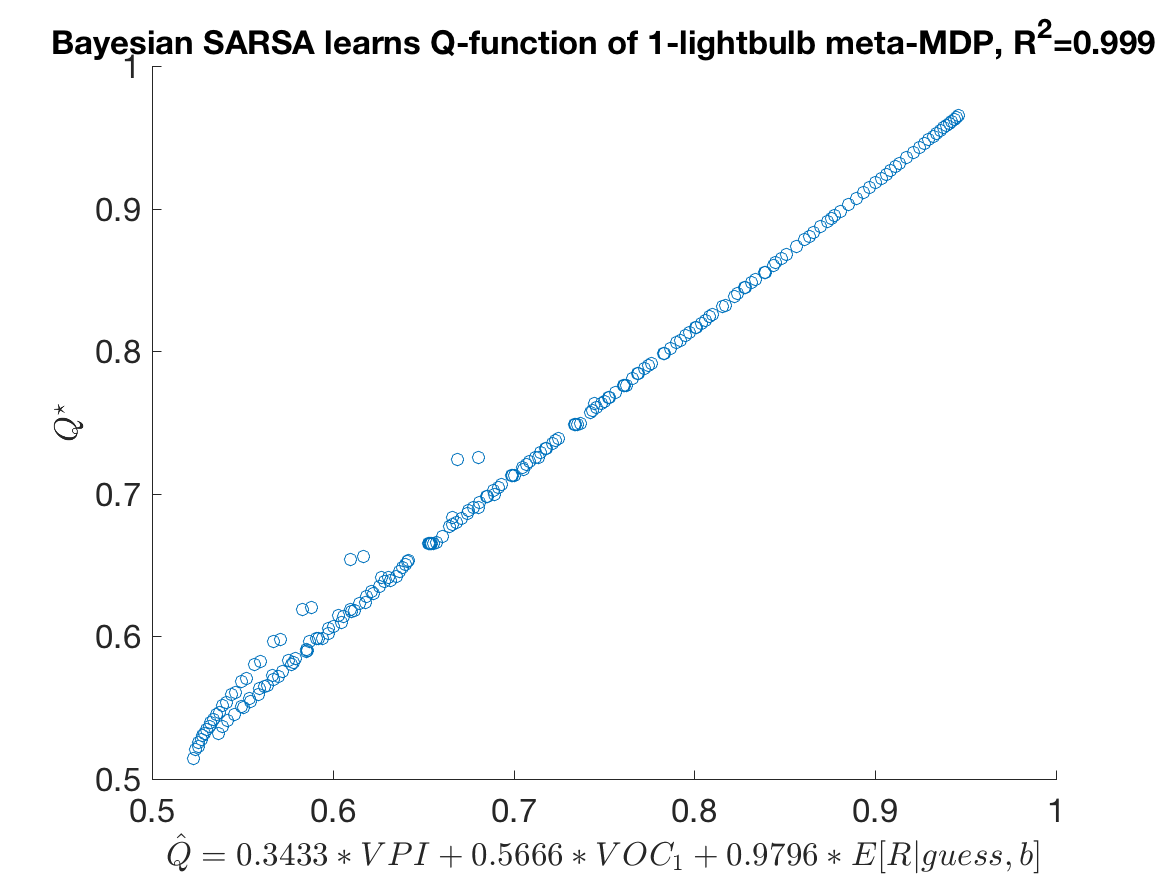 Bayesian SARSA learns Q-function of 1-lightbulb meta-MDP, R²=0.999
1
0.9
0.8
0.7
0.6
0.5
Q⋆
0.5 0.6 0.7 0.8 0.9 1
Q̂ = 0.3433 ∗ VPI + 0.5666 ∗ VOC₁ + 0.9796 ∗ E[R|guess, b]